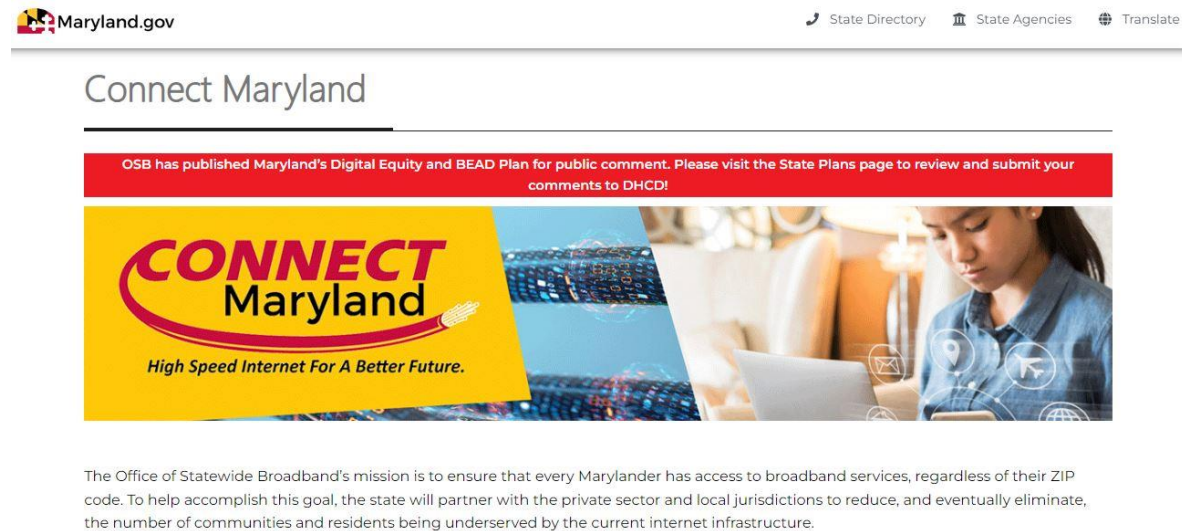 Maryland.gov
State Directory State Agencies Translate
Connect Maryland
OSB has published Maryland's Digital Equity and BEAD Plan for public comment. Please visit the State Plans page to review and submit your
comments to DHCD!
CONNECT
Maryland
High Speed Internet For A Better Future.
The Office of Statewide Broadband's mission is to ensure that every Marylander has access to broadband services, regardless of their ZIP
code. To help accomplish this goal, the state will partner with the private sector and local jurisdictions to reduce, and eventually eliminate,
the number of communities and residents being underserved by the current internet infrastructure.